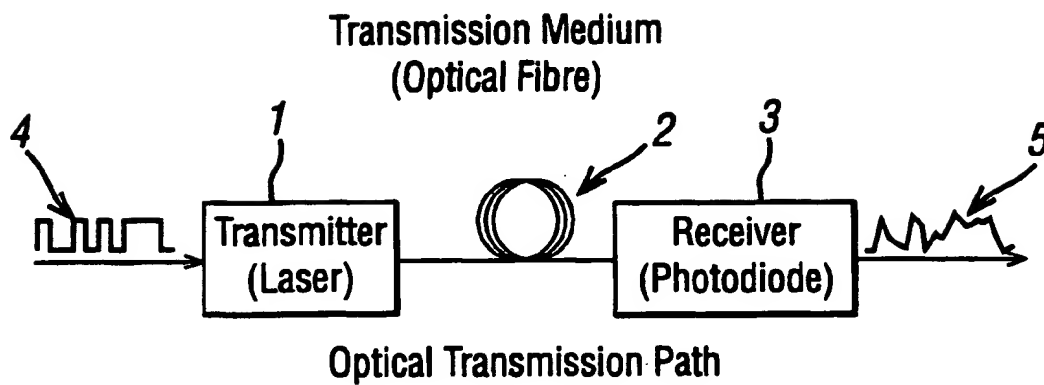 Transmission Medium
(Optical Fibre)
4
1
2
3
5
Transmitter
(Laser)
Receiver
(Photodiode)
Optical Transmission Path